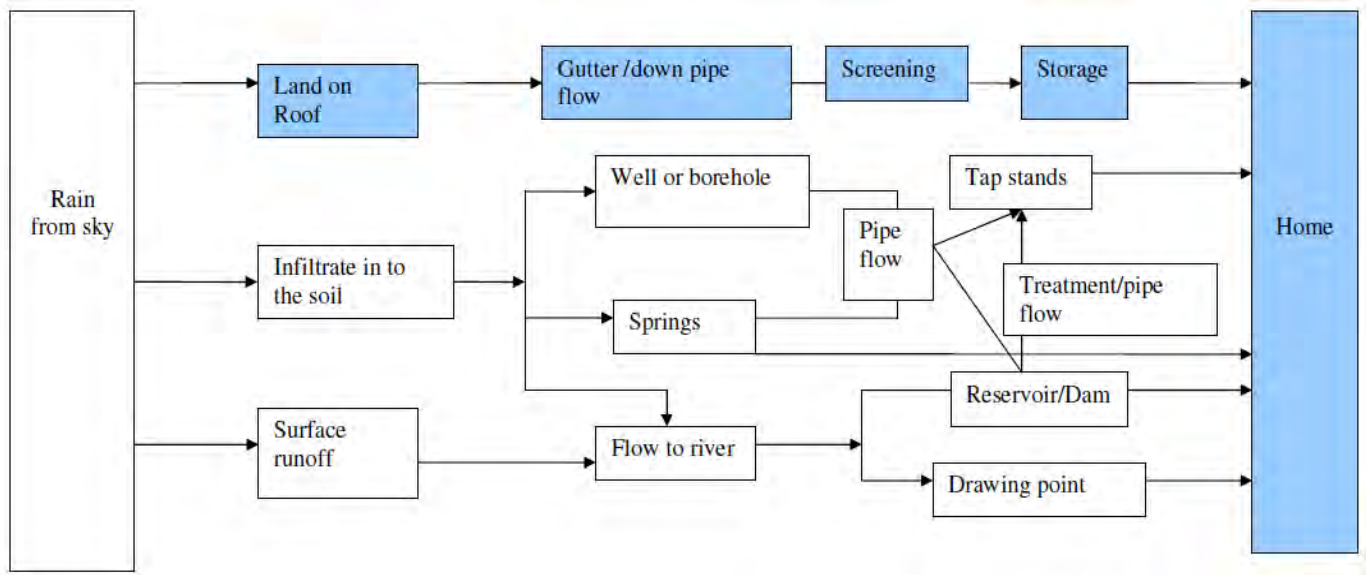 Rain
from sky
Land on
Roof
Gutter /down pipe
flow
Screening
Storage
Well or borehole
Tap stands
Pipe
flow
Home
Infiltrate in to
the soil
Treatment/pipe
flow
Springs
Reservoir/Dam
Surface
runoff
Flow to river
Drawing point